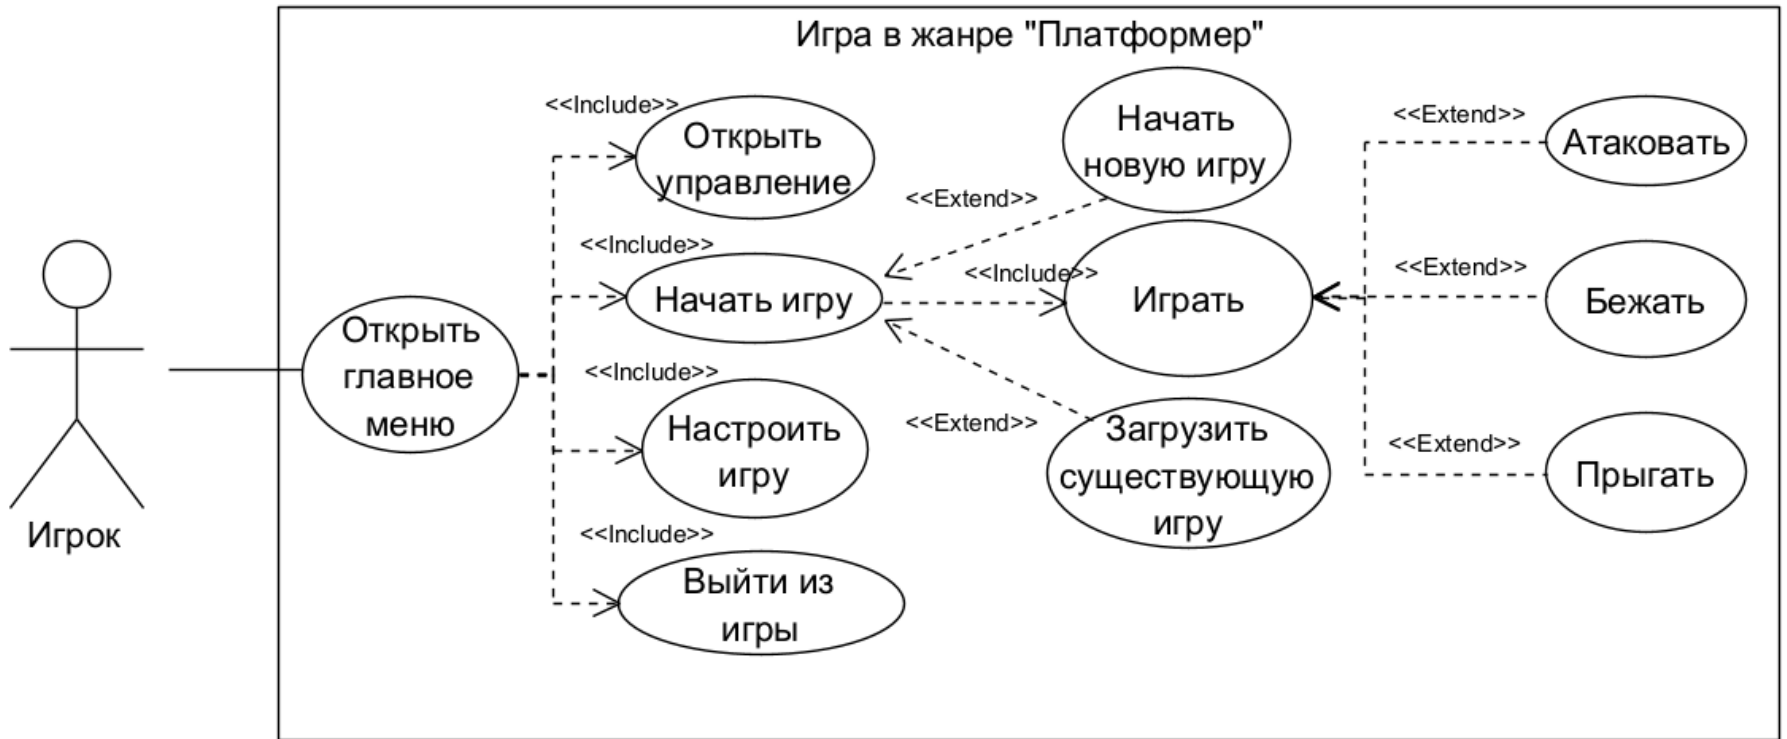 Игра в жанре "Платформер"
<<Include>>
Открыть
управление
<<Include>>
Начать игру
<<Include>>
Настроить
игру
<<Include>>
Выйти из
игры
Открыть
главное
меню
Игрок
Начать
новую игру
<<Extend>>
<<Include>>
Играть
<<Extend>>
Загрузить
существующую
игру
<<Extend>>
Атаковать
<<Extend>>
Бежать
<<Extend>>
Прыгать